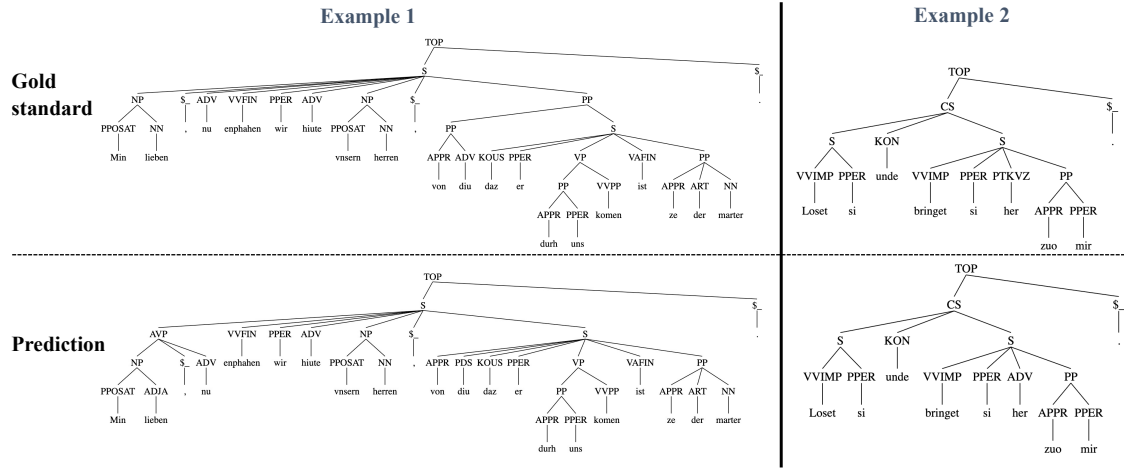 Example 1 Example 2
Gold standard
TOP
S $_
NP $_ ADV VVFIN PPER ADV NP $_ PP .
PPOSAT NN , nu enphahen wir hiute PPOSAT NN , PP S
Min lieben vnsern herren APPR ADV KOUS PPER VP VAFIN PP
von diu daz er PP VVPP ist APPR ART NN
APPR PPER komen ze der marter
durh uns
TOP
CS $_
S KON S .
VVIMP PPER unde VVIMP PPER PTKVZ PP
Loset si bringet si her APPR PPER
zuo mir
Prediction
TOP
S $_
AVP VVFIN PPER ADV NP $_ S .
NP $_ ADV enphahen wir hiute PPOSAT NN , APPR PDS KOUS PPER VP VAFIN PP
PPOSAT ADJA , nu vnsern herren von diu daz er PP VVPP ist APPR ART NN
Min lieben APPR PPER komen ze der marter
durh uns
TOP
CS $_
S KON S .
VVIMP PPER unde VVIMP PPER ADV PP
Loset si bringet si her APPR PPER
zuo mir